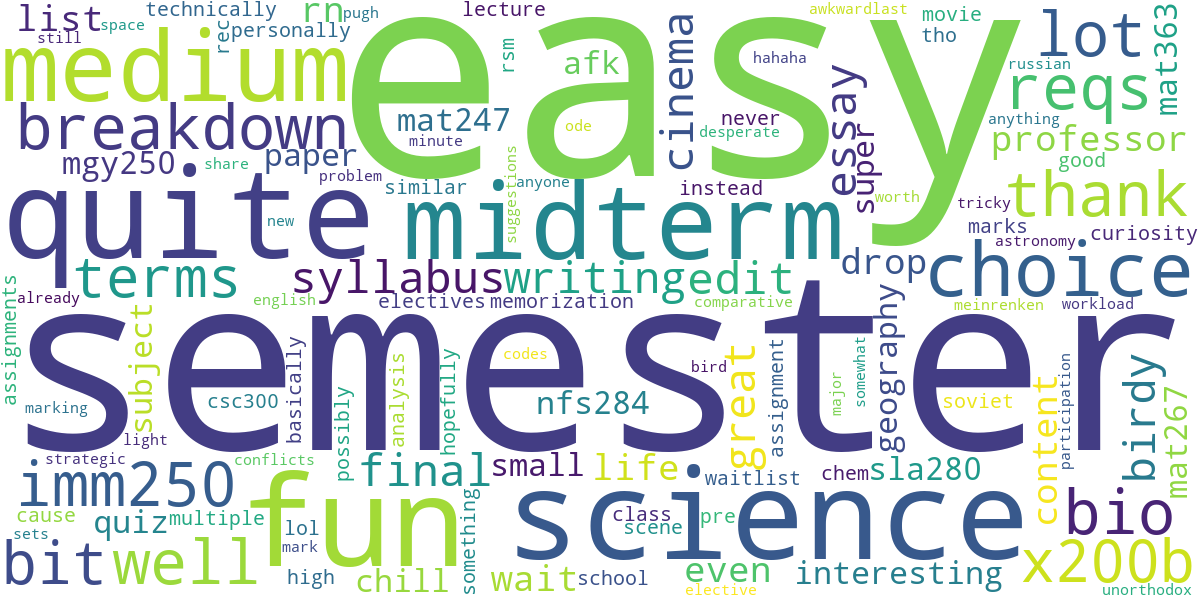 list
space
still
technically
personally
rec
rn
pugh
lecture
easy
awkwardlast
movie
tho
lot
russian
mat363
medium
rsm
afk
cinema
hahaha
reqs
breakdown
mat247
minute
ode
never
desperate
essay
super
anything
professor
good
mgy250
share
paper
problem
similar
suggestions
anyone
instead
worth
tricky
thank
quite
new
midterm
marks
astronomy
curiosity
terms
syllabus
writing
edit
drop
choice
already
english
electives
memorization
comparative
geography
meinrenken
workload
assignments
semester
subject
basically
analysis
hopefully
codes
bird
great
assignment
major
somewhat
soviet
content
participation
birdy
mat267
marking
csc300
possibly
nfs284
light
strategic
conflicts
final
small
life
waitlist
chem
sla280
imm250
fun
science
cause
sets
quiz
multiple
lol
mark
something
class
scene
pre
bio
bit
well
high
chill
wait
school
even
elective
interesting
x200b
unorthodox